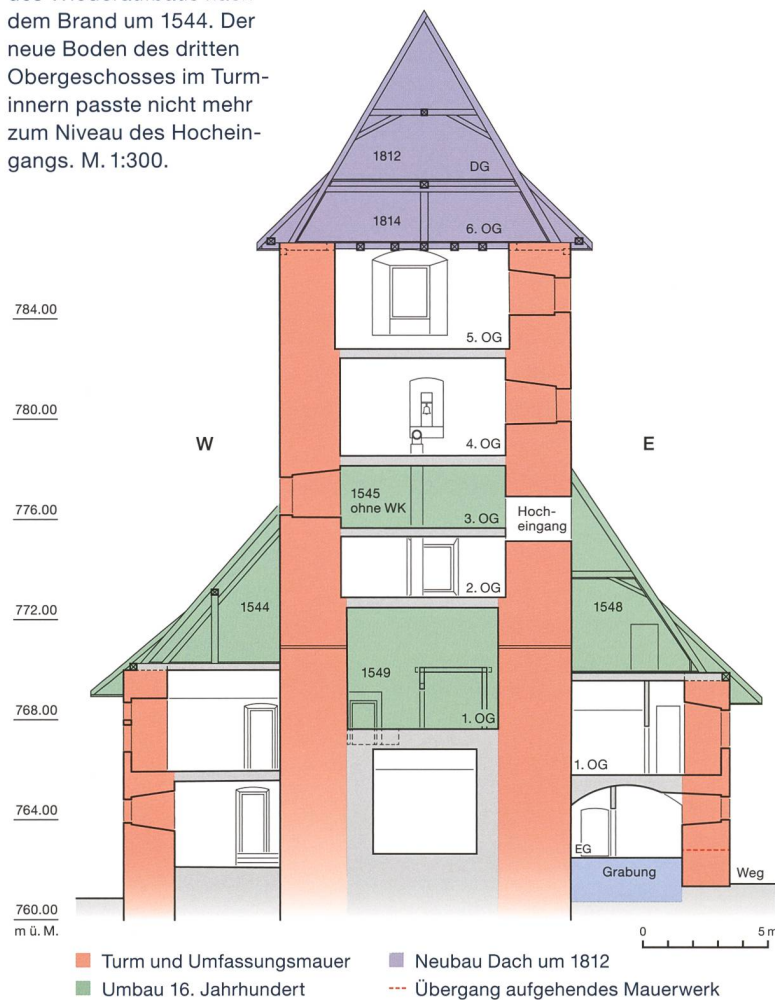 dem Brand um 1544. Der
neue Boden des dritten
Obergeschosses im Turm-
innern passte nicht mehr
zum Niveau des Hochein-
gangs. M. 1:300.
1812
DG
1814
6. OG
784.00
5. OG
780.00
W
4. OG
E
1545
ohne WK
3. OG
Hoch-
eingang
776.00
2. OG
772.00
1544
1548
1549
768.00
1. OG
1. OG
764.00
EG
Grabung
Weg
760.00
m ü. M.
0
5 m
Turm und Umfassungsmauer
Neubau Dach um 1812
Umbau 16. Jahrhundert
Übergang aufgehendes Mauerwerk